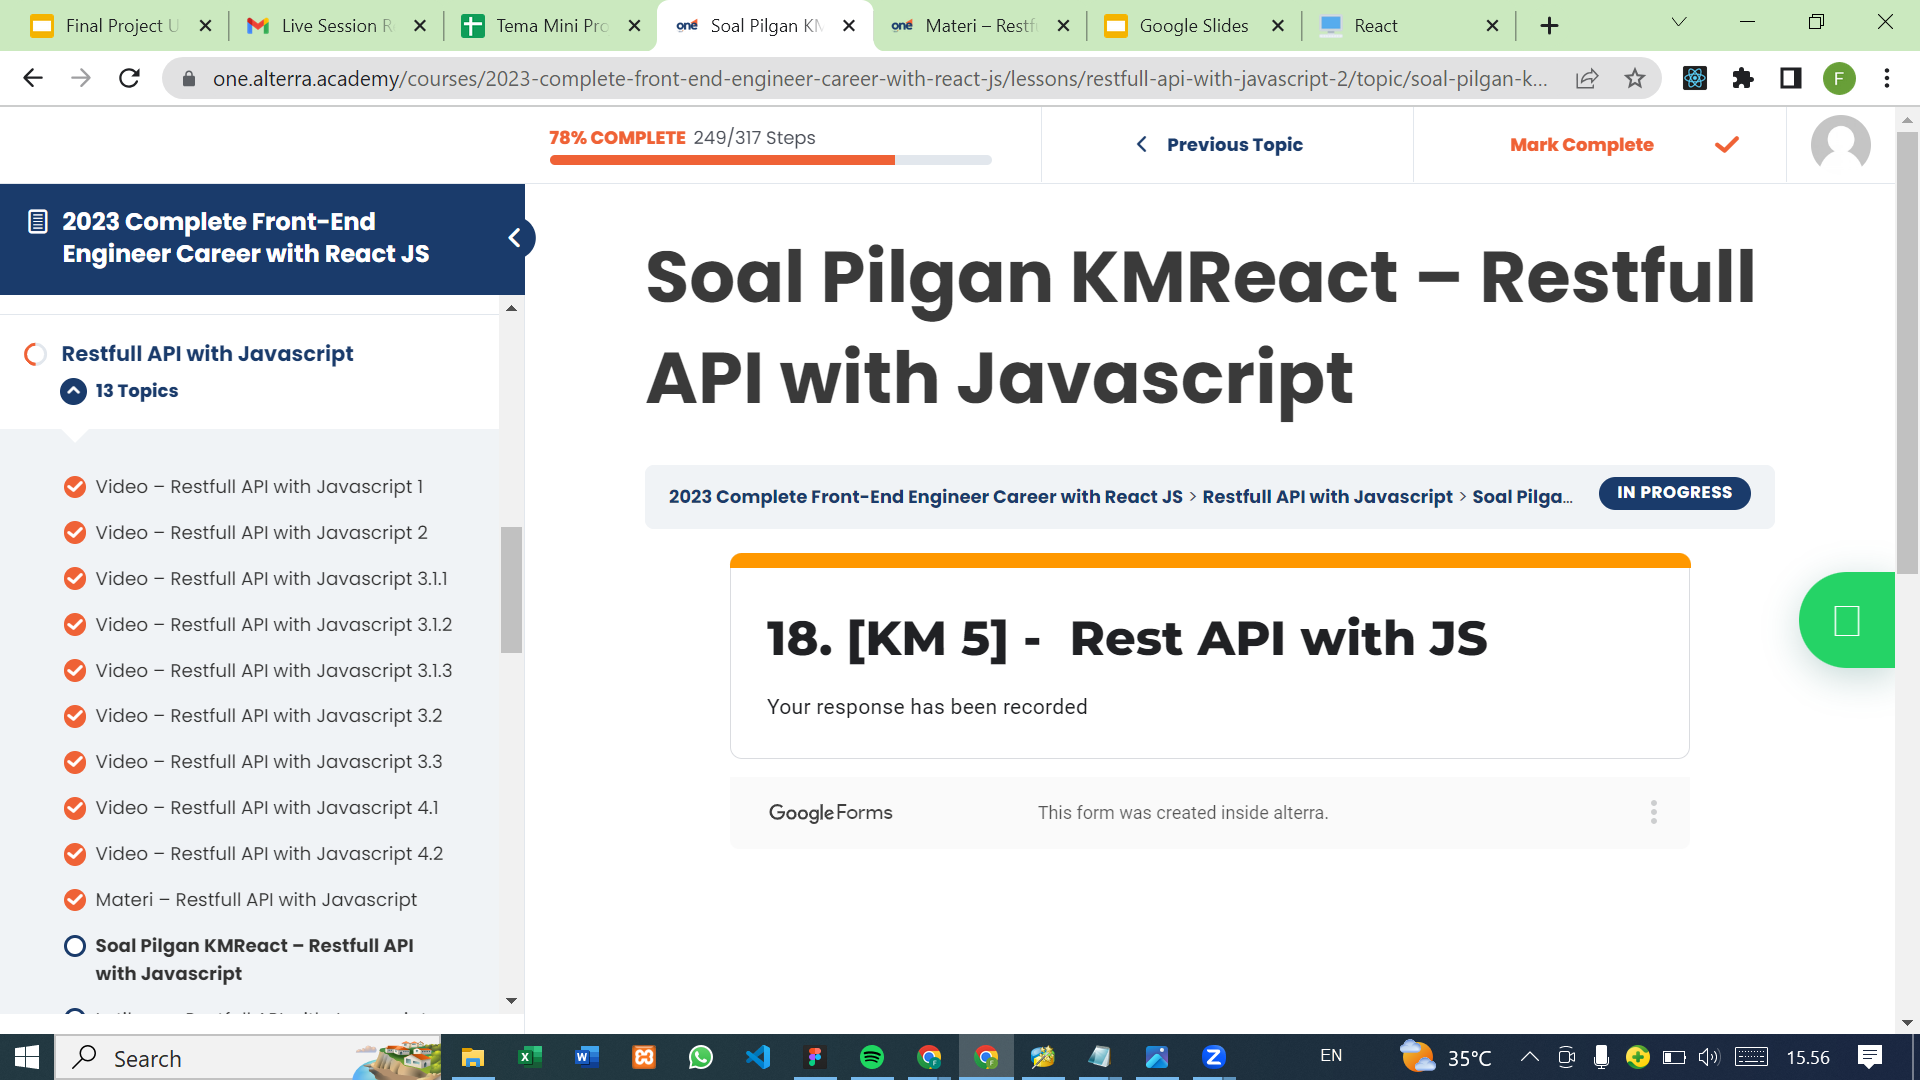 Final Project U
Live Session R
Tema Mini Pro
one
Soal Pilgan KM
one
Materi – Restf
Google Slides
React
one.alterra.academy/courses/2023-complete-front-end-engineer-career-with-react-js/lessons/restfull-api-with-javascript-2/topic/soal-pilgan-k...
F
78% COMPLETE 249/317 Steps
Previous Topic
Mark Complete
2023 Complete Front-End
Engineer Career with React JS
Restfull API with Javascript
13 Topics
Video – Restfull API with Javascript 1
Video – Restfull API with Javascript 2
Video – Restfull API with Javascript 3.1.1
Video – Restfull API with Javascript 3.1.2
Video – Restfull API with Javascript 3.1.3
Video – Restfull API with Javascript 3.2
Video – Restfull API with Javascript 3.3
Video – Restfull API with Javascript 4.1
Video – Restfull API with Javascript 4.2
Materi – Restfull API with Javascript
Soal Pilgan KMReact – Restfull API
with Javascript
Soal Pilgan KMReact – Restfull
API with Javascript
2023 Complete Front-End Engineer Career with React JS > Restfull API with Javascript > Soal Pilga...
IN PROGRESS
18. [KM 5] - Rest API with JS
Your response has been recorded
Google Forms
This form was created inside alterra.
Search
EN
35°C
15.56